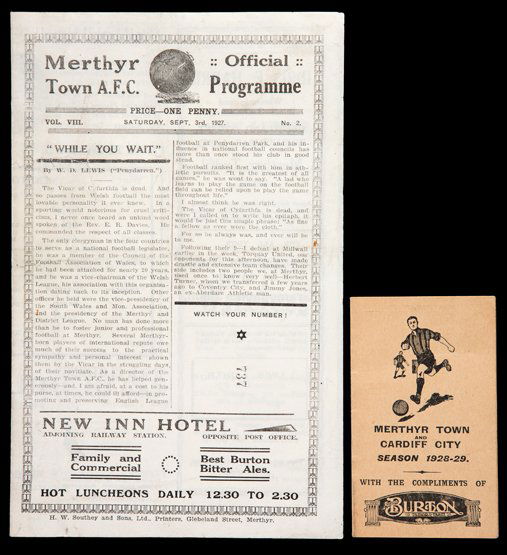 Merthyr
Town A.F.C.
:: Official ::
Programme
PRICE—ONE PENNY.
VOL. VIII.
SATURDAY, SEPT. 3rd, 1927.
No. 2.
"WHILE YOU WAIT."
By W. D. LEWIS ("Penydarren.")
The Vicar of Cyfarthfa is dead. And
so passes from Welsh Football the most
lovable personality it ever knew. In a
sporting world notorious for cruel criti-
cisms, I never once heard an unkind word
spoken of the Rev. E. R. Davies. He
commanded the respect of all classes.
The only clergyman in the four countries
to serve as a national football legislator,
he was a member of the Council of the
Football Association of Wales, to which
he had been attached for nearly 20 years,
and he was a vice-chairman of the Welsh
League, his association with this organisa-
tion dating back to its inception. Other
offices he held were the vice-presidency of
the South Wales and Mon. Association,
and the presidency of the Merthyr and
District League. No man has done more
than he to foster junior and professional
football at Merthyr. Several Merthyr-
born players of international repute owe
much of their success to the practical
sympathy and personal interest shown
them by the Vicar in the struggling days
of their novitiate. As a director of the
Merthyr Town A.F.C. he has helped gen-
erously—and I am afraid, at a cost to his
purse, at times, he could ill afford—in pro-
moting and preserving English League
football at Penydarren Park, and his in-
fluence in national football councils has
more than once stood his club in good
stead.
Football ranked first with him in ath-
letic pursuits. "It is the greatest of all
games," he was wont to say. "A lad who
learns to play the game on the football
field can be relied upon to play the game
throughout life."
I almost think he was right.
The Vicar of Cyfarthfa is dead, and
were I called on to write his epitaph, it
would be just this simple phrase: "As fine
a fellow as ever wore the cloth."
For so he always was, and ever will be
to me.
Following their 0—1 defeat at Millwall
earlier in the week, Torquay United, our
opponents for this afternoon, have made
drastic and extensive team changes. Their
side includes two people we, at Merthyr,
used once to know very well—Herbert
Turner, whom we transferred a few years
ago to Coventry City, and Jimmy Jones,
an ex-Aberdare Athletic man.
WATCH YOUR NUMBER!
NEW INN HOTEL
ADJOINING RAILWAY STATION.
OPPOSITE POST OFFICE.
Family and
Commercial
Best Burton
Bitter Ales.
HOT LUNCHEONS DAILY 12.30 TO 2.30
H. W. Southey and Sons, Ltd., Printers, Glebeland Street, Merthyr.
MERTHYR TOWN
AND
CARDIFF CITY
SEASON 1928-29.
WITH THE COMPLIMENTS OF
BURTON